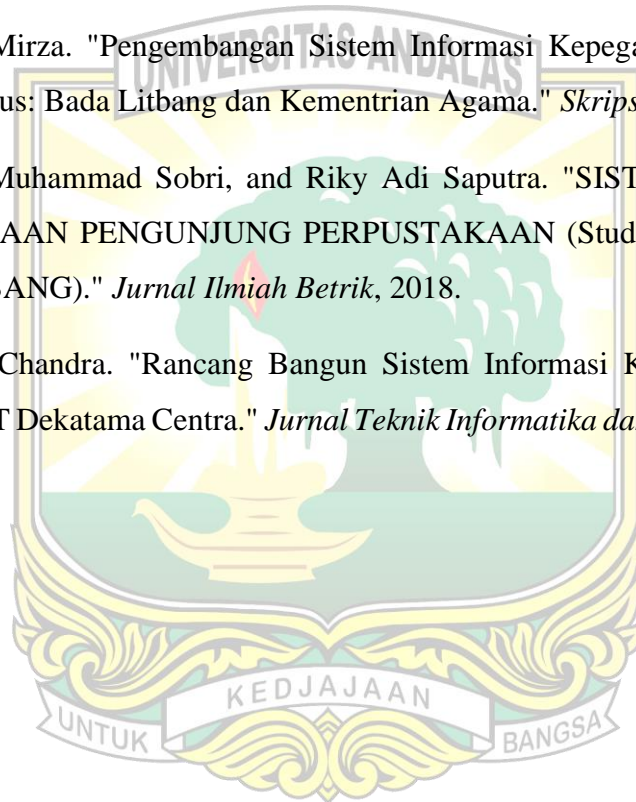 Mirza. "Pengembangan Sistem Informasi Kepega
UNIVERSITAS ANDALAS
us: Bada Litbang dan Kementrian Agama." Skrips
Muhammad Sobri, and Riky Adi Saputra. "SIST
AAN PENGUNJUNG PERPUSTAKAAN (Stud
BANG)." Jurnal Ilmiah Betrik, 2018.
Chandra. "Rancang Bangun Sistem Informasi K
T Dekatama Centra." Jurnal Teknik Informatika da
KEDJAJAAN
UNTUK
BANGSA